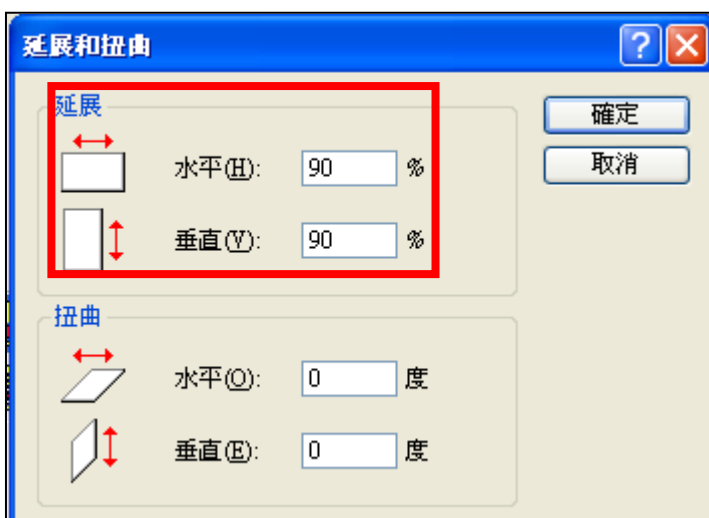 延展和扭曲
延展
水平(H): 90 %
垂直(V): 90 %
扭曲
水平(O): 0 度
垂直(E): 0 度
確定
取消